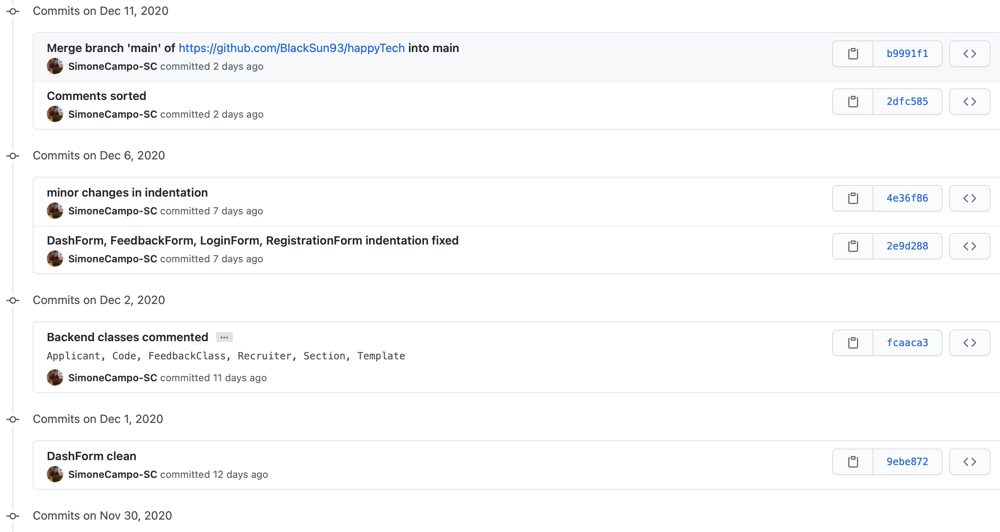 Commits on Dec 11, 2020
Merge branch 'main' of https://github.com/BlackSun93/happyTech into main
b9991f1
SimoneCampo-SC committed 2 days ago
Comments sorted
2dfc585
SimoneCampo-SC committed 2 days ago
Commits on Dec 6, 2020
minor changes in indentation
4e36f86
SimoneCampo-SC committed 7 days ago
DashForm, FeedbackForm, LoginForm, RegistrationForm indentation fixed
2e9d288
SimoneCampo-SC committed 7 days ago
Commits on Dec 2, 2020
Backend classes commented ...
fcaaca3
Applicant, Code, FeedbackClass, Recruiter, Section, Template
SimoneCampo-SC committed 11 days ago
Commits on Dec 1, 2020
DashForm clean
9ebe872
SimoneCampo-SC committed 12 days ago
Commits on Nov 30, 2020